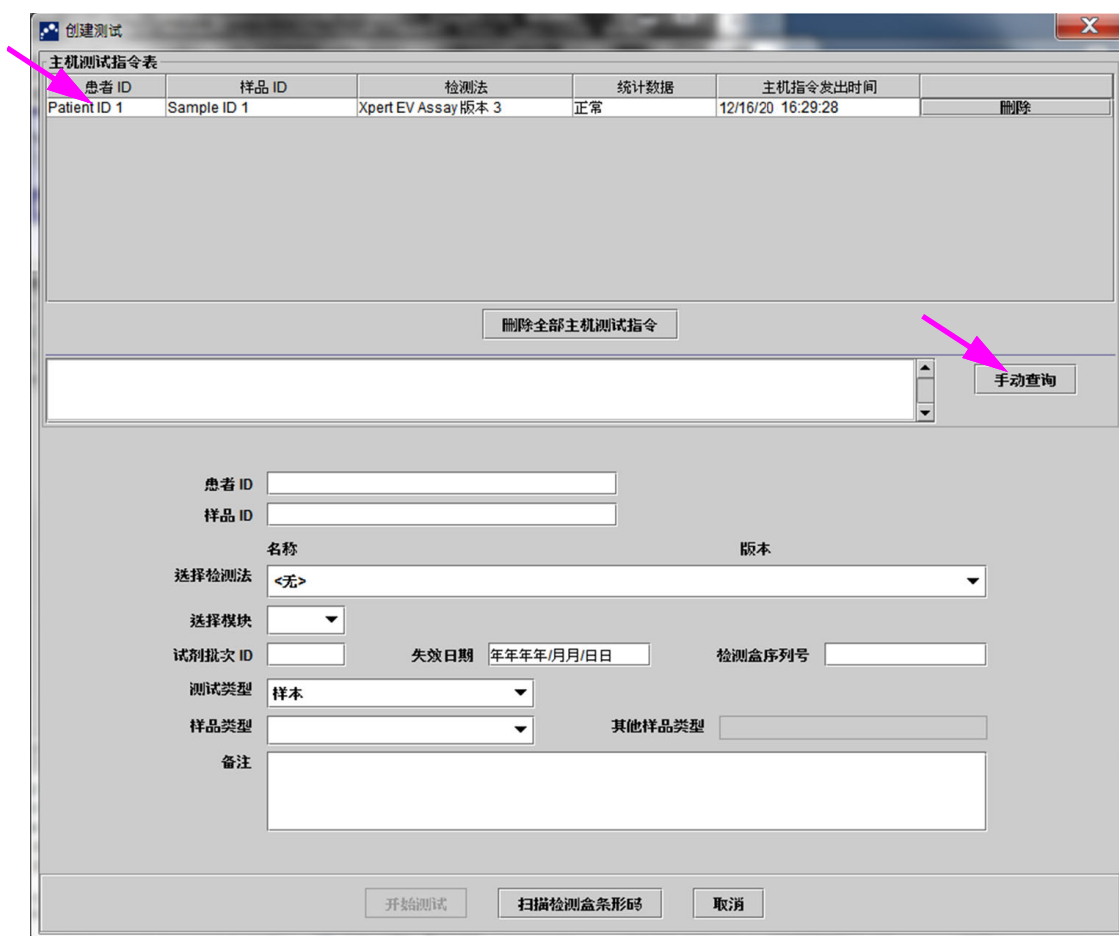 创建测试
主机测试指令表
患者 ID 样品 ID 检测法 统计数据 主机指令发出时间
Patient ID 1 Sample ID 1 Xpert EV Assay 版本 3 正常 12/16/20 16:29:28 删除
删除全部主机测试指令
手动查询
患者 ID
样品 ID
名称 版本
选择检测法 <无>
选择模块
试剂批次 ID 失效日期 年年年年/月月/日日 检测盒序列号
测试类型 样本
样品类型 其他样品类型
备注
开始测试 扫描检测盒条形码 取消